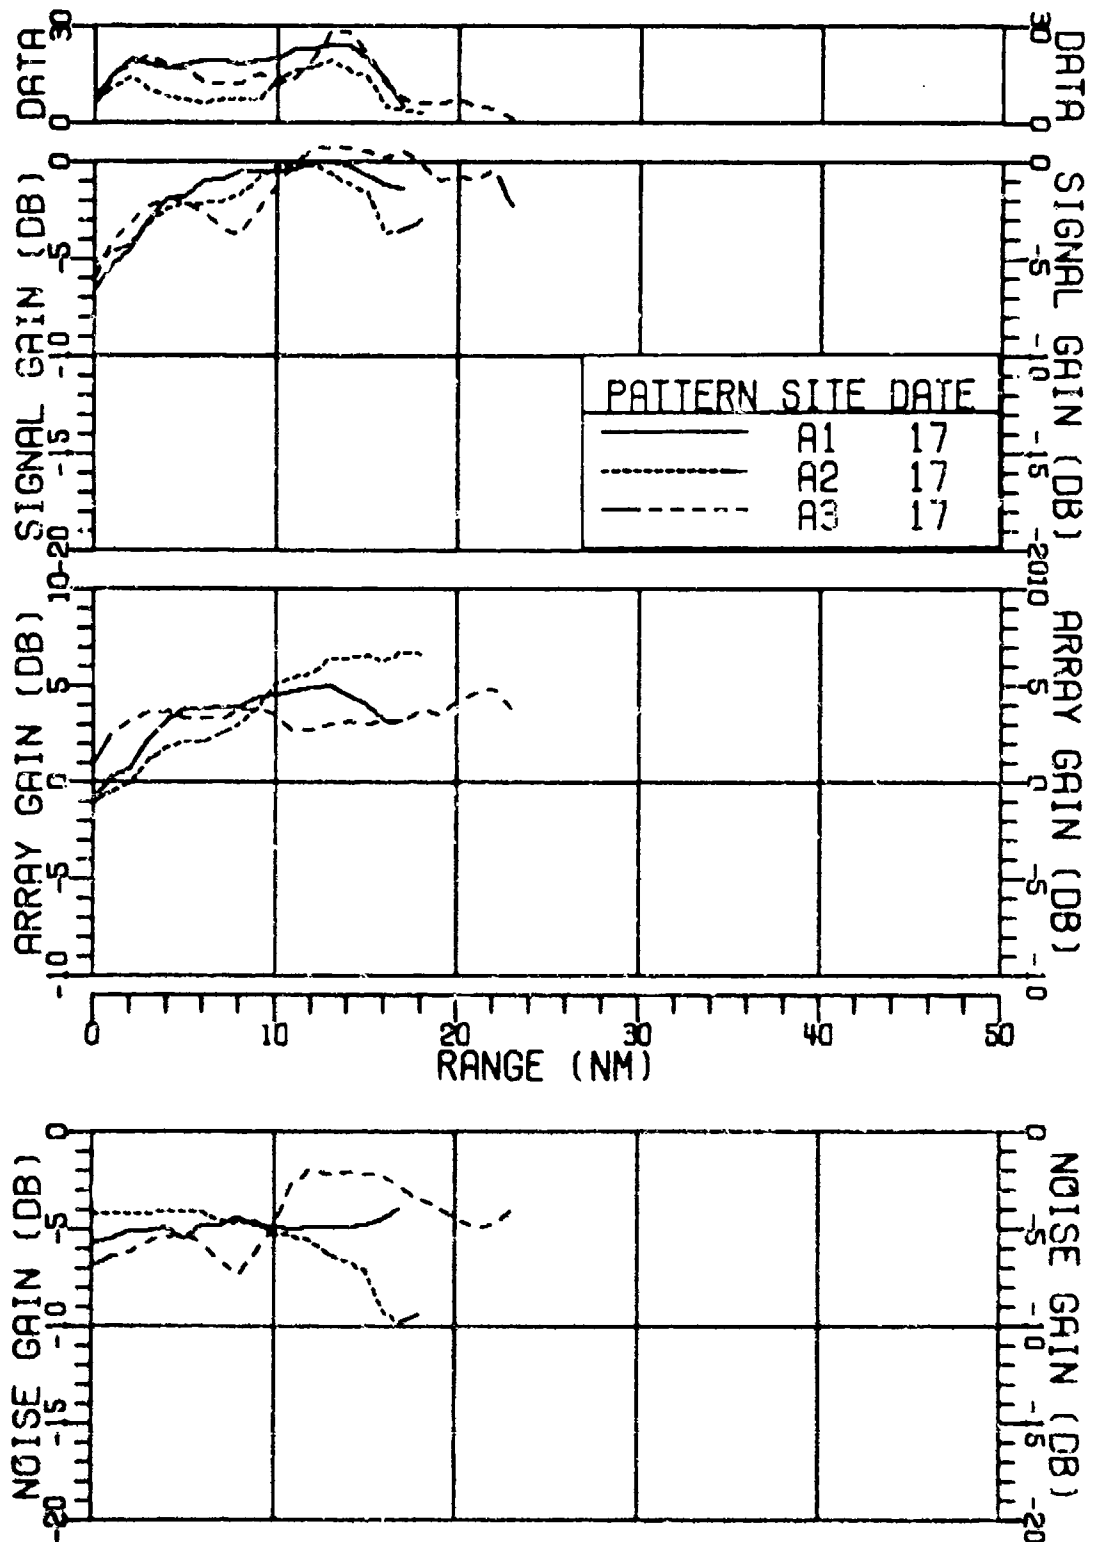 30
0
DATA
30
0
DATA
0
-5
-10
-15
-20
SIGNAL GAIN (DB)
0
-5
-10
-15
-20
SIGNAL GAIN (DB)
PATTERN SITE DATE
A1 17
A2 17
A3 17
10
5
0
-5
-10
ARRAY GAIN (DB)
10
5
0
-5
-10
ARRAY GAIN (DB)
0 10 20 30 40 50
RANGE (NM)
0
-5
-10
-15
-20
NOISE GAIN (DB)
0
-5
-10
-15
-20
NOISE GAIN (DB)